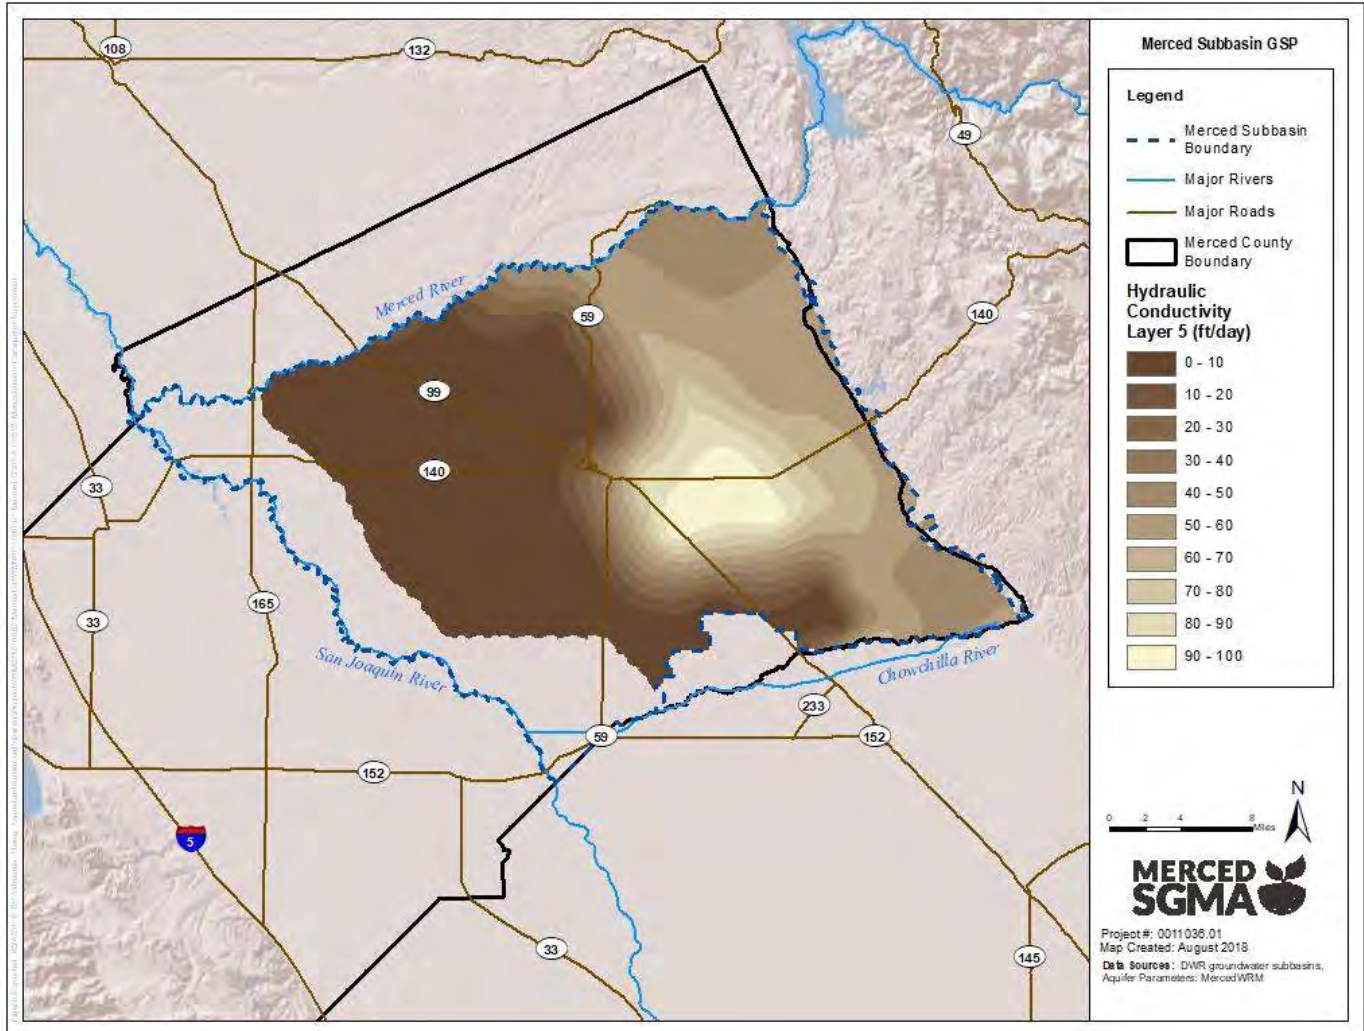 108
132
49
Merced River
59
140
99
140
33
33
165
San Joaquin River
Chowchilla River
233
59
152
152
5
33
145
Merced Subbasin GSP
Legend
Merced Subbasin
Boundary
Major Rivers
Major Roads
Merced County
Boundary
Hydraulic
Conductivity
Layer 5 (ft/day)
0 - 10
10 - 20
20 - 30
30 - 40
40 - 50
50 - 60
60 - 70
70 - 80
80 - 90
90 - 100
N
0 2 4 8
Miles
MERCED
SGMA
Project #: 0011036.01
Map Created: August 2018
Data Sources: DWR groundwater subbasins,
Aquifer Parameters: MercedWRM